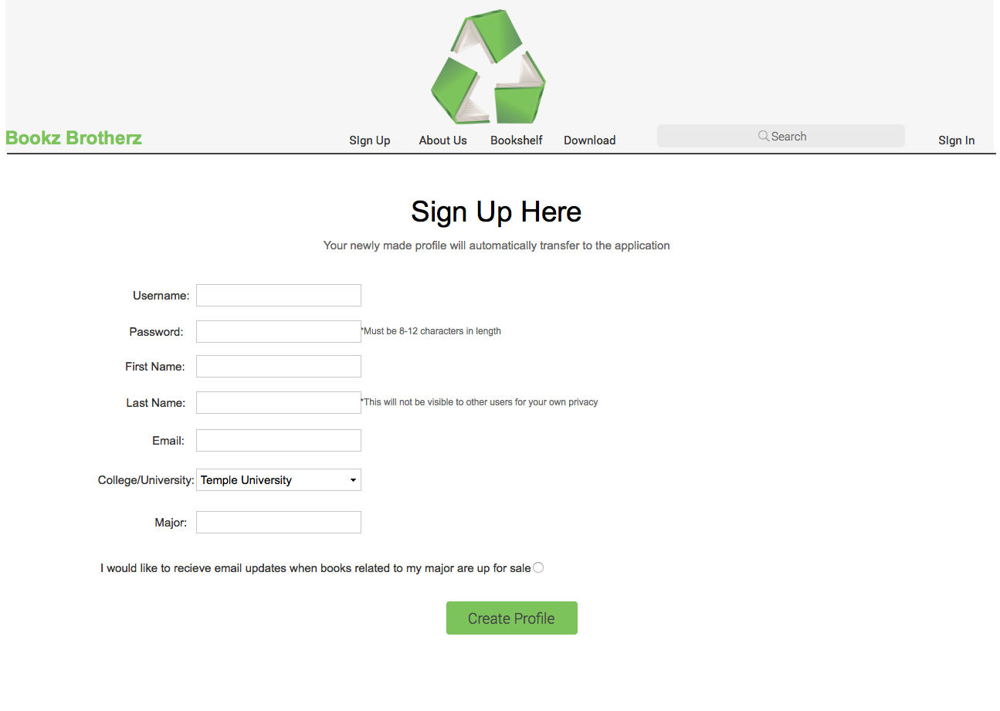 Bookz Brotherz
SIgn Up About Us Bookshelf Download Search SIgn In
Sign Up Here
Your newly made profile will automatically transfer to the application
Username:
Password: *Must be 8-12 characters in length
First Name:
Last Name: *This will not be visible to other users for your own privacy
Email:
College/University: Temple University
Major:
I would like to recieve email updates when books related to my major are up for sale
Create Profile